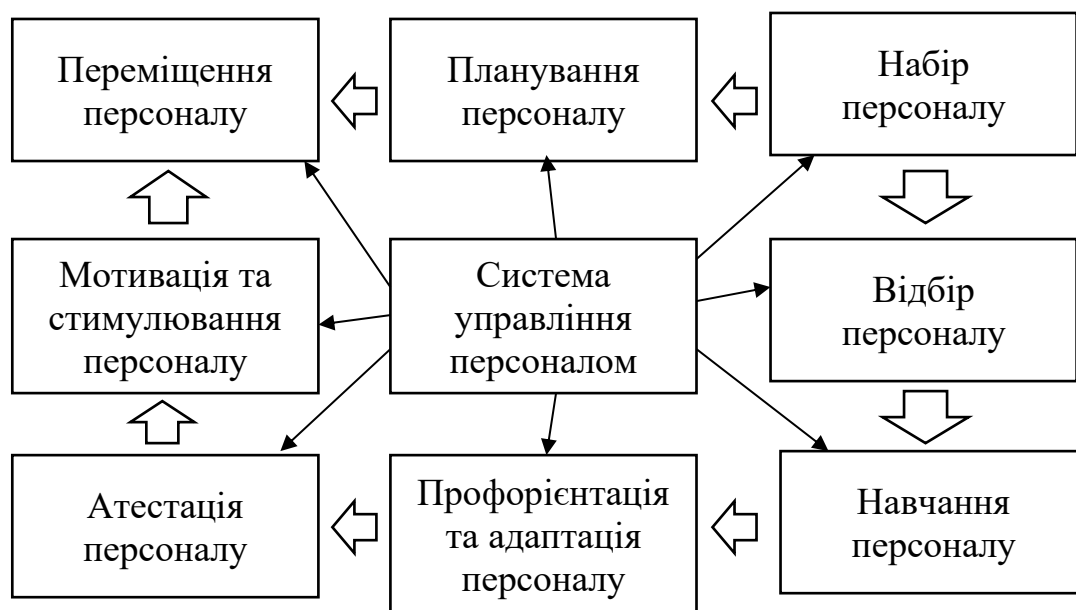 Переміщення
персоналу
Планування
персоналу
Набір
персоналу
Мотивація та
стимулювання
персоналу
Система
управління
персоналом
Відбір
персоналу
Атестація
персоналу
Профорієнтація
та адаптація
персоналу
Навчання
персоналу